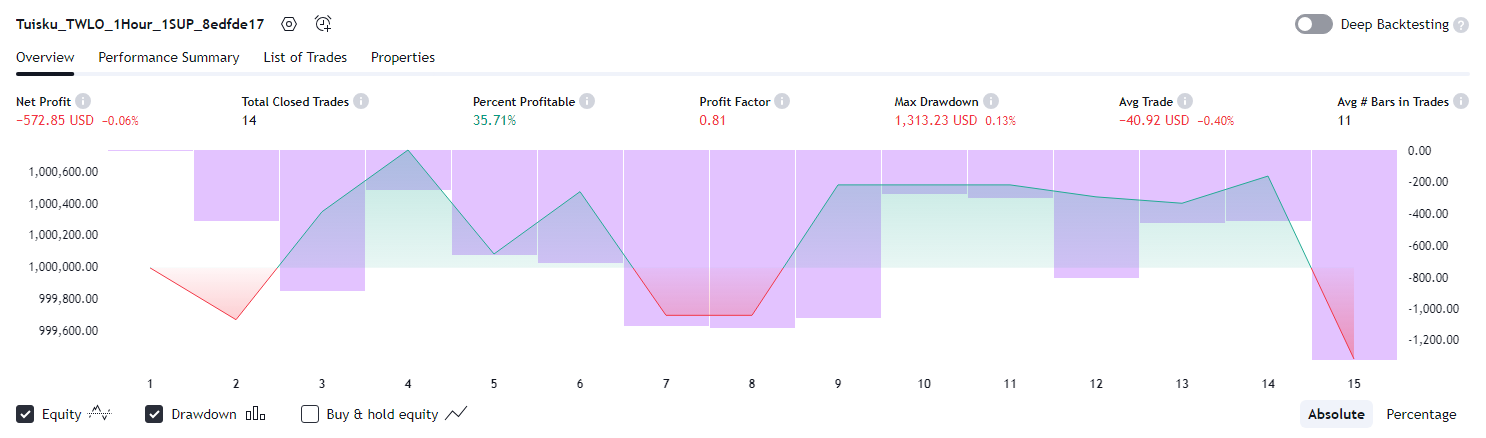 Tuisku_TWLO_1Hour_1SUP_8edfde17 Deep Backtesting ?
Overview Performance Summary List of Trades Properties
Net Profit i Total Closed Trades i Percent Profitable i Profit Factor i Max Drawdown i Avg Trade i Avg # Bars in Trades i
−572.85 USD −0.06% 14 35.71% 0.81 1,313.23 USD 0.13% −40.92 USD −0.40% 11
0.00
1,000,600.00 -200.00
1,000,400.00 -400.00
1,000,200.00 -600.00
1,000,000.00 -800.00
999,800.00 -1,000.00
999,600.00 -1,200.00
1 2 3 4 5 6 7 8 9 10 11 12 13 14 15
Equity Drawdown Buy & hold equity Absolute Percentage